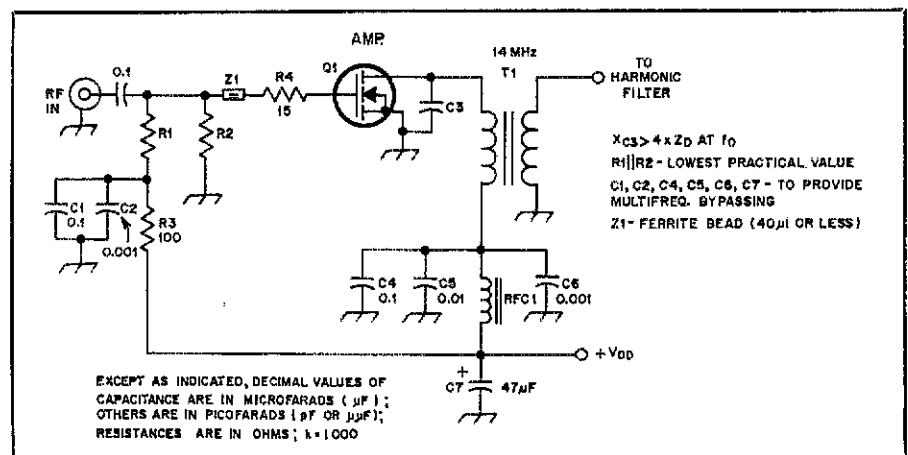 AMP.
14 MHz
T1
TO
HARMONIC
FILTER
Q1
0.1
Z1
R4
15
RF
IN
C3
R1
R2
X_C3 > 4 x Z_D AT f_O
R1||R2 - LOWEST PRACTICAL VALUE
C1, C2, C4, C5, C6, C7 - TO PROVIDE
MULTIFREQ. BYPASSING
Z1 - FERRITE BEAD (40µi OR LESS)
C1
0.1
C2
0.001
R3
100
C4
0.1
C5
0.01
RFC1
C6
0.001
+VDD
+
C7
47µF
EXCEPT AS INDICATED, DECIMAL VALUES OF
CAPACITANCE ARE IN MICROFARADS (µF);
OTHERS ARE IN PICOFARADS (pF OR µµF);
RESISTANCES ARE IN OHMS; k=1000